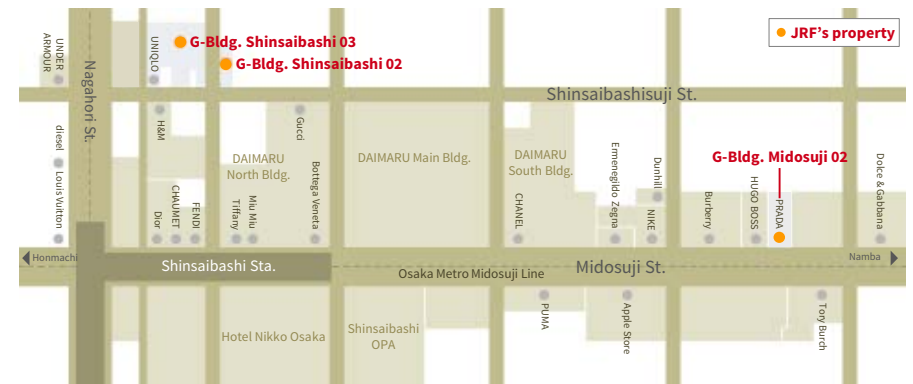 JRF's property
G-Bldg. Shinsaibashi 03
G-Bldg. Shinsaibashi 02
UNDER
ARMOUR
UNIQLO
Nagahori St.
Shinsaibashisuji St.
H&M
Gucci
diesel
Louis Vuitton
DAIMARU
North Bldg.
DAIMARU Main Bldg.
DAIMARU
South Bldg.
G-Bldg. Midosuji 02
Dior
CHAUMET
FENDI
Tiffany
Miu Miu
Bottega Veneta
CHANEL
Ermenegildo Zegna
Dunhill
NIKE
Burberry
HUGO BOSS
PRADA
Dolce & Gabbana
Honmachi
Shinsaibashi Sta.
Osaka Metro Midosuji Line
Midosuji St.
Namba
Hotel Nikko Osaka
Shinsaibashi
OPA
PUMA
Apple Store
Tory Burch